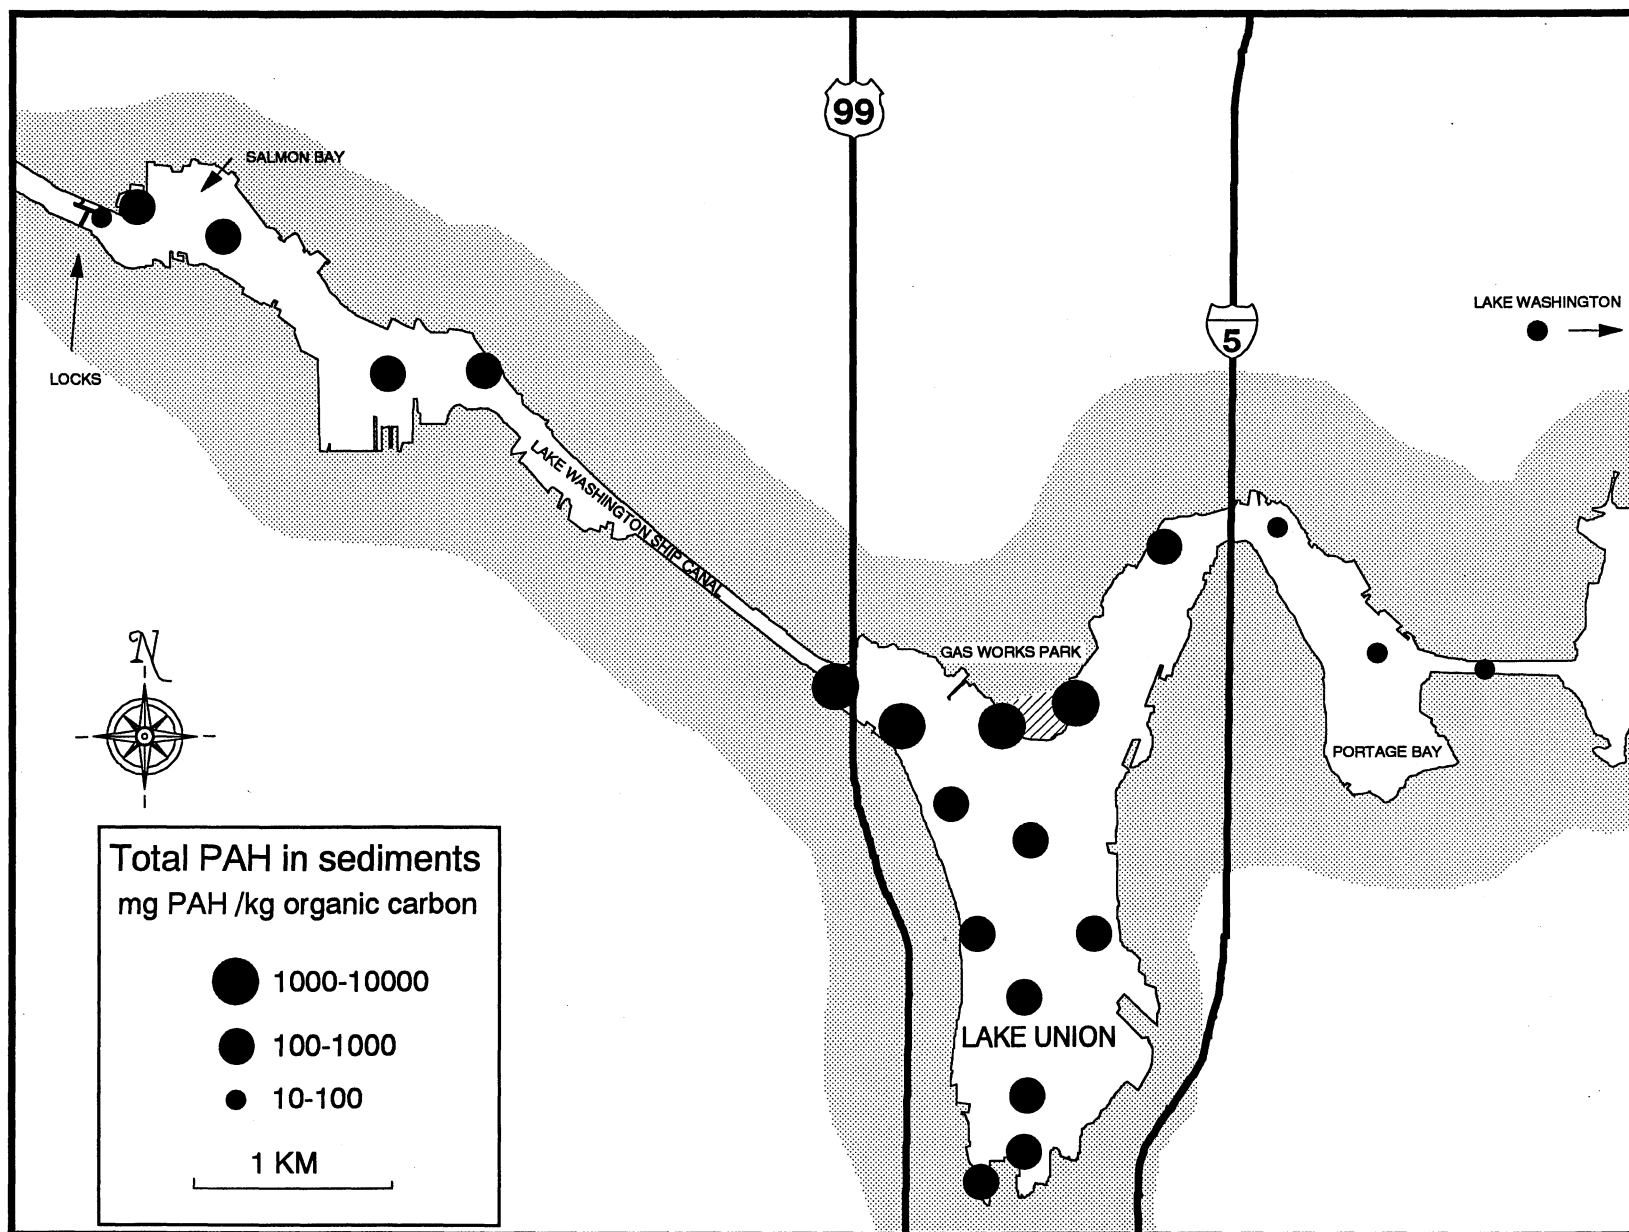 99
SALMON BAY
LAKE WASHINGTON
5
LOCKS
LAKE WASHINGTON SHIP CANAL
N
GAS WORKS PARK
PORTAGE BAY
Total PAH in sediments
mg PAH /kg organic carbon
1000-10000
100-1000
10-100
1 KM
LAKE UNION